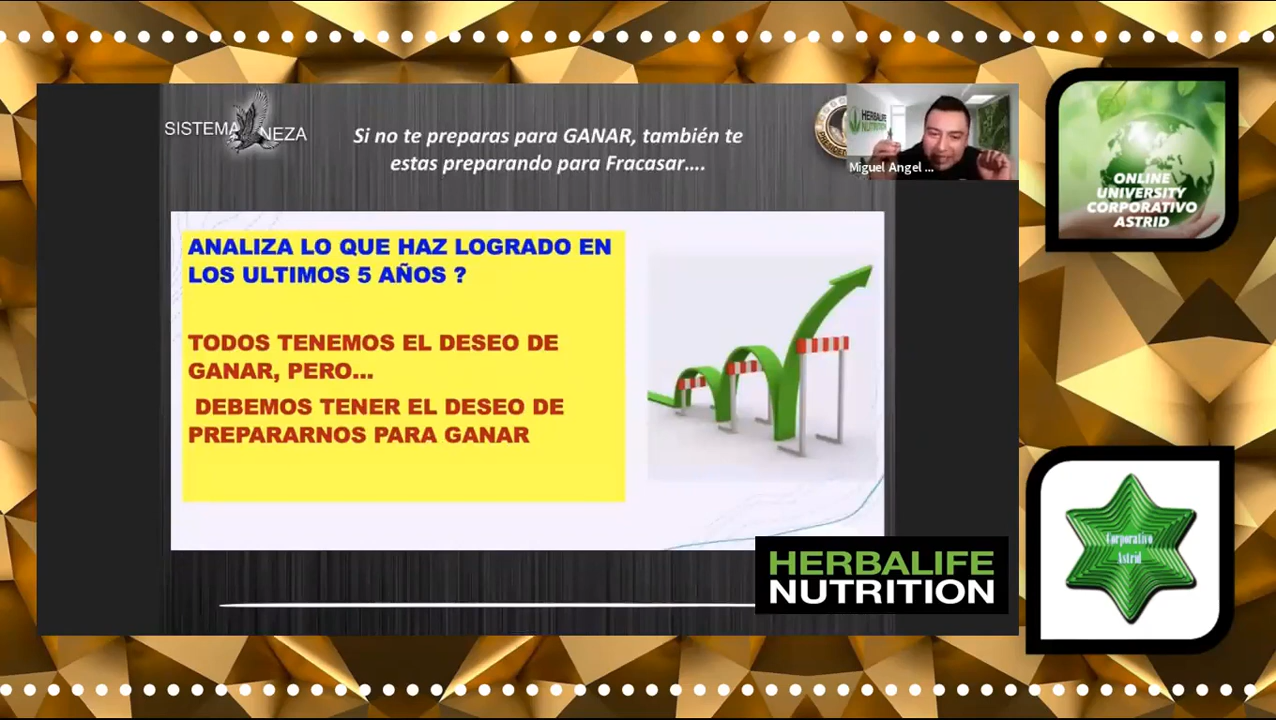 SISTEMA NEZA
Si no te preparas para GANAR, también te
estas preparando para Fracasar....
HERBALIFE
NUTRITION
Miguel Angel ...
ANALIZA LO QUE HAZ LOGRADO EN
LOS ULTIMOS 5 AÑOS ?
TODOS TENEMOS EL DESEO DE
GANAR, PERO...
DEBEMOS TENER EL DESEO DE
PREPARARNOS PARA GANAR
HERBALIFE
NUTRITION
ONLINE
UNIVERSITY
CORPORATIVO
ASTRID
Corporativo
Astrid